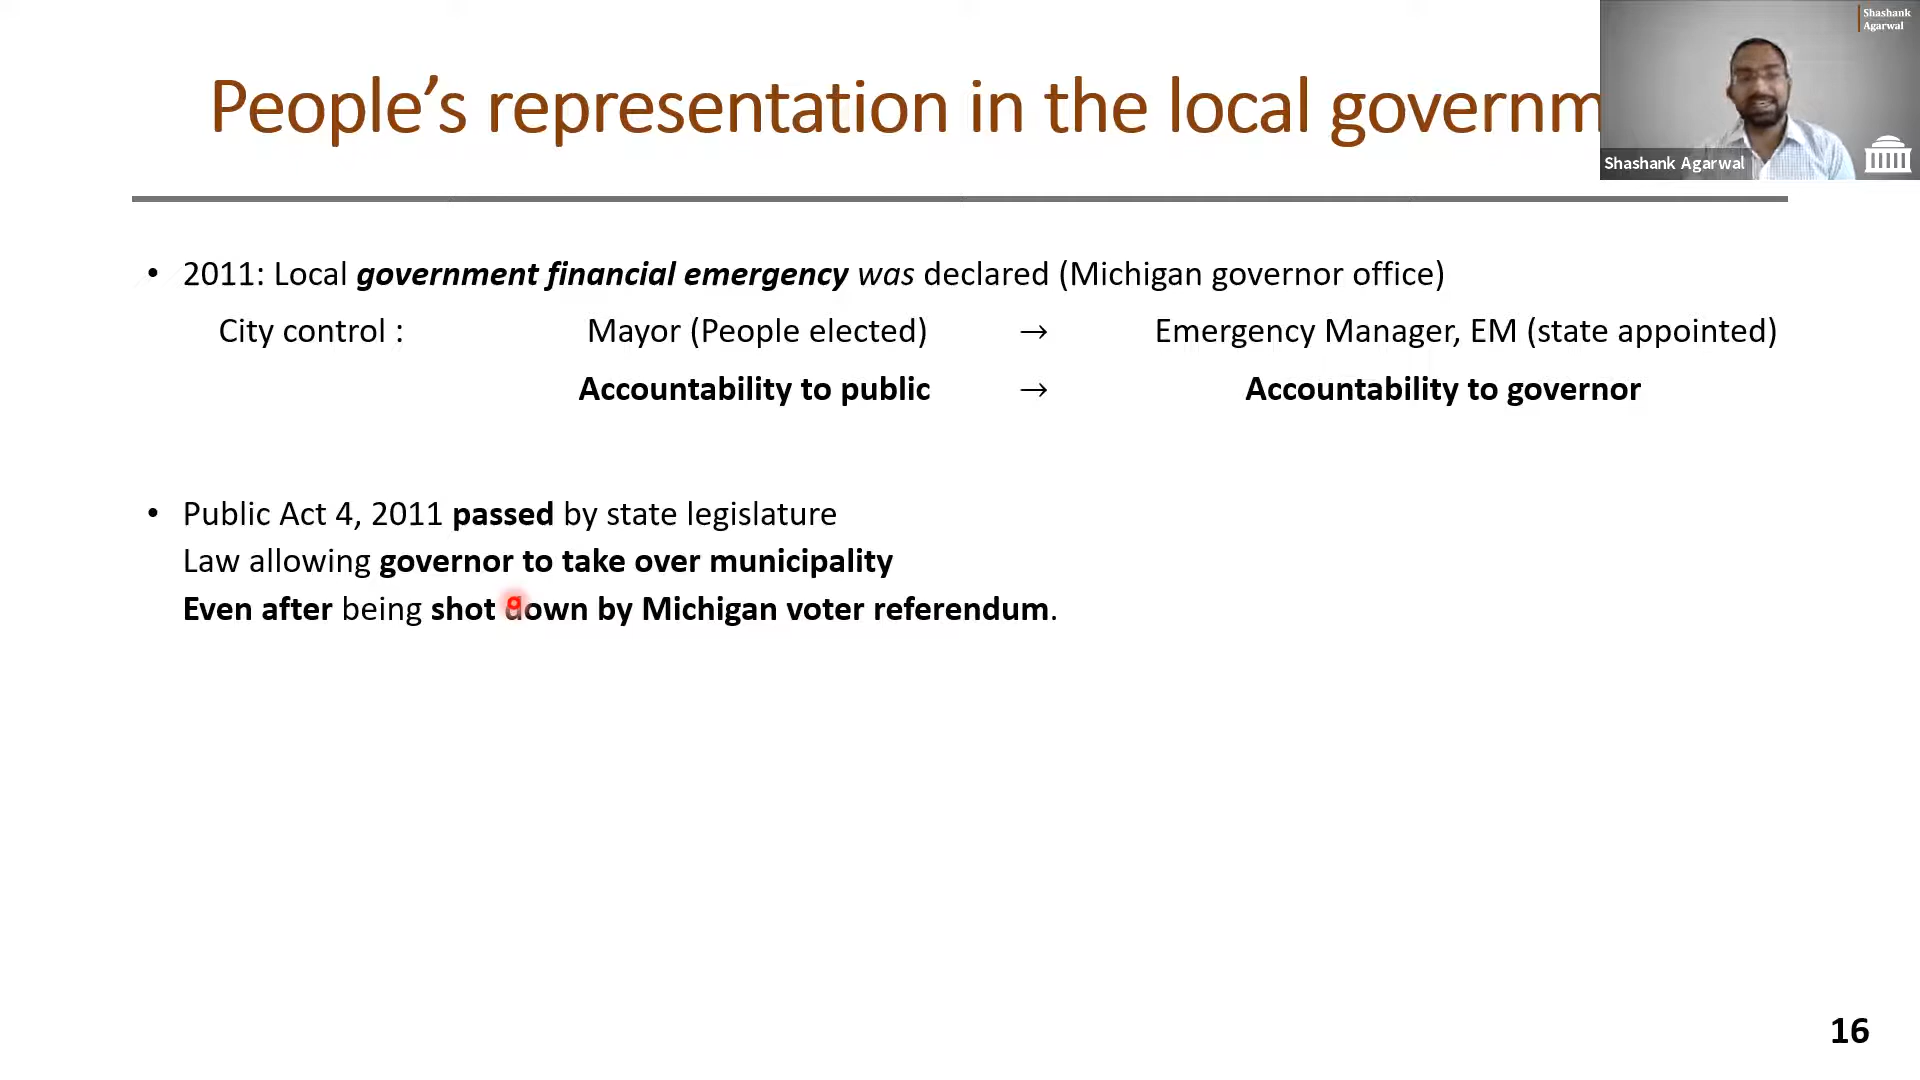 People’s representation in the local governm
Shashank
Agarwal
Shashank Agarwal
• 2011: Local government financial emergency was declared (Michigan governor office)
City control : Mayor (People elected) → Emergency Manager, EM (state appointed)
Accountability to public → Accountability to governor
• Public Act 4, 2011 passed by state legislature
Law allowing governor to take over municipality
Even after being shot down by Michigan voter referendum.
16